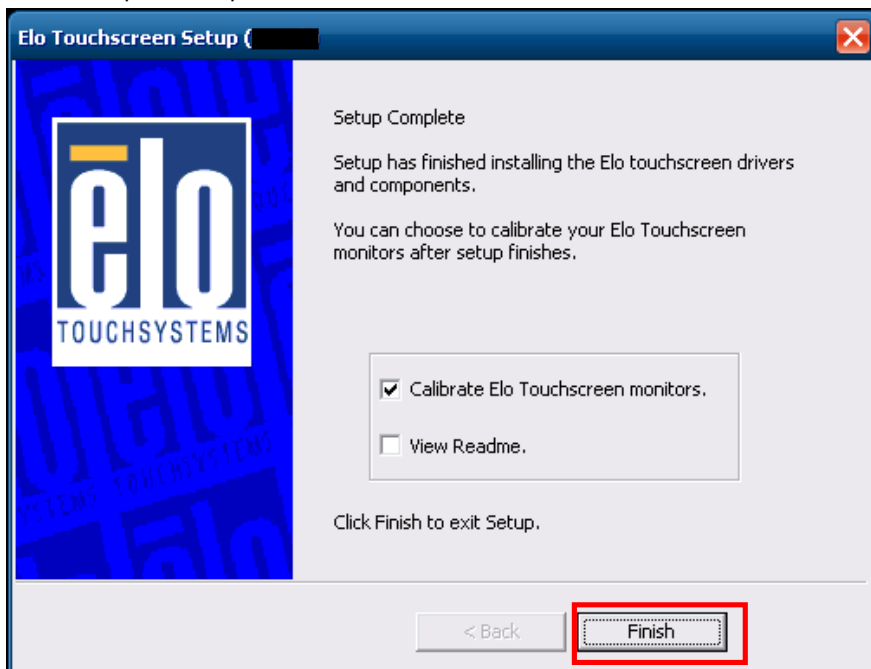 Elo Touchscreen Setup (
Setup Complete
Setup has finished installing the Elo touchscreen drivers
and components.
You can choose to calibrate your Elo Touchscreen
monitors after setup finishes.
ēlo
TOUCHSYSTEMS
Calibrate Elo Touchscreen monitors.
View Readme.
Click Finish to exit Setup.
< Back
Finish